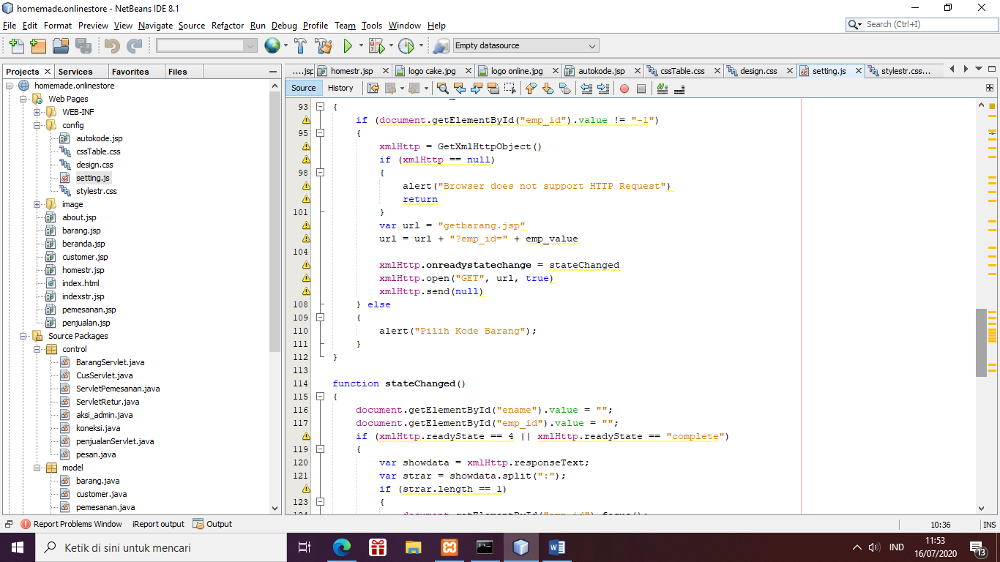 homemade.onlinestore - NetBeans IDE 8.1
File Edit Format Preview View Navigate Source Refactor Run Debug Profile Team Tools Window Help
Search (Ctrl+I)
Empty datasource
Projects Services Favorites Files
homemade.onlinestore
Web Pages
WEB-INF
config
autokode.jsp
cssTable.css
design.css
setting.js
stylestr.css
image
about.jsp
barang.jsp
beranda.jsp
customer.jsp
homestr.jsp
index.html
indexstr.jsp
pemesanan.jsp
penjualan.jsp
Source Packages
control
BarangServlet.java
CusServlet.java
ServletPemesanan.java
ServletRetur.java
aksi_admin.java
koneksi.java
penjualanServlet.java
pesan.java
model
barang.java
customer.java
pemesanan.java
....jsp homestr.jsp logo cake.jpg logo online.jpg autokode.jsp cssTable.css design.css setting.js stylestr.css...
Source History
93 {
if (document.getElementById("emp_id").value != "-1")
95 {
xmlHttp = GetXmlHttpObject()
if (xmlHttp == null)
98 {
alert("Browser does not support HTTP Request")
return
101 }
var url = "getbarang.jsp"
url = url + "?emp_id=" + emp_value
104
xmlHttp.onreadystatechange = stateChanged
xmlHttp.open("GET", url, true)
xmlHttp.send(null)
108 } else
109 {
110 alert("Pilih Kode Barang");
111 }
112 }
113
114 function stateChanged()
115 {
116 document.getElementById("ename").value = "";
117 document.getElementById("emp_id").value = "";
if (xmlHttp.readyState == 4 || xmlHttp.readyState == "complete")
119 {
120 var showdata = xmlHttp.responseText;
121 var strar = showdata.split(":");
if (strar.length == 1)
123 {
124 document.getElementById("emp_id").focus();
Report Problems Window iReport output Output
10:36 INS
Ketik di sini untuk mencari
IND
11:53
16/07/2020
13